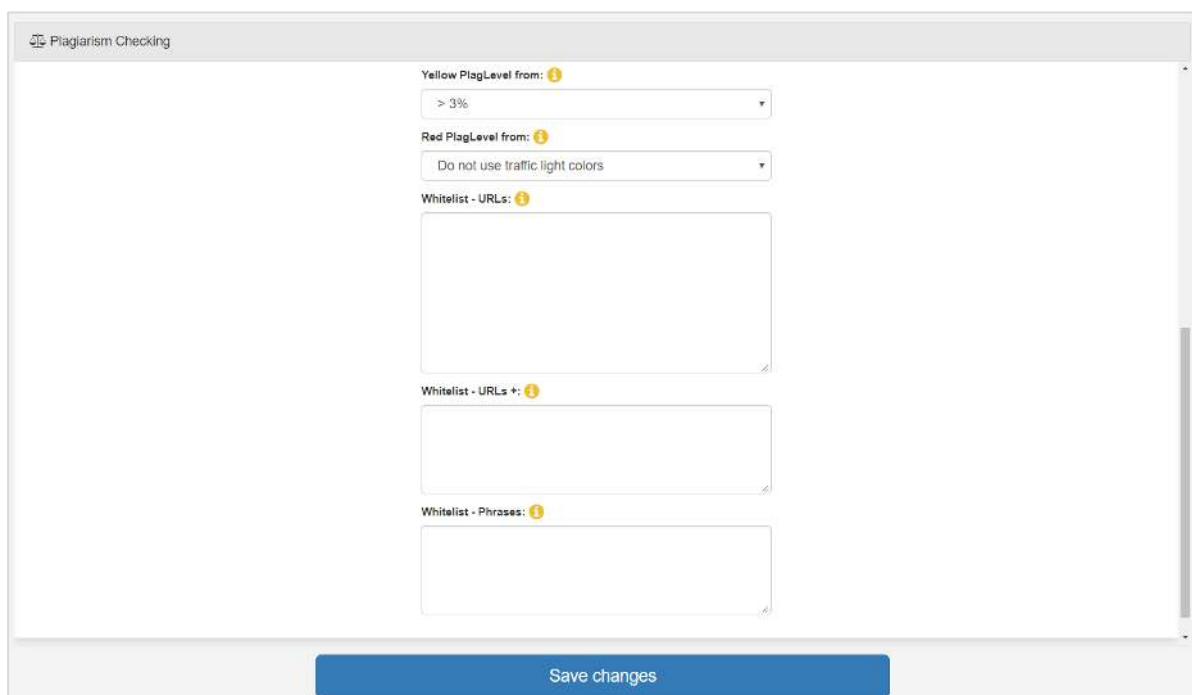 Plagiarism Checking
Yellow PlagLevel from:
> 3%
Red PlagLevel from:
Do not use traffic light colors
Whitelist - URLs:
Whitelist - URLs +:
Whitelist - Phrases:
Save changes